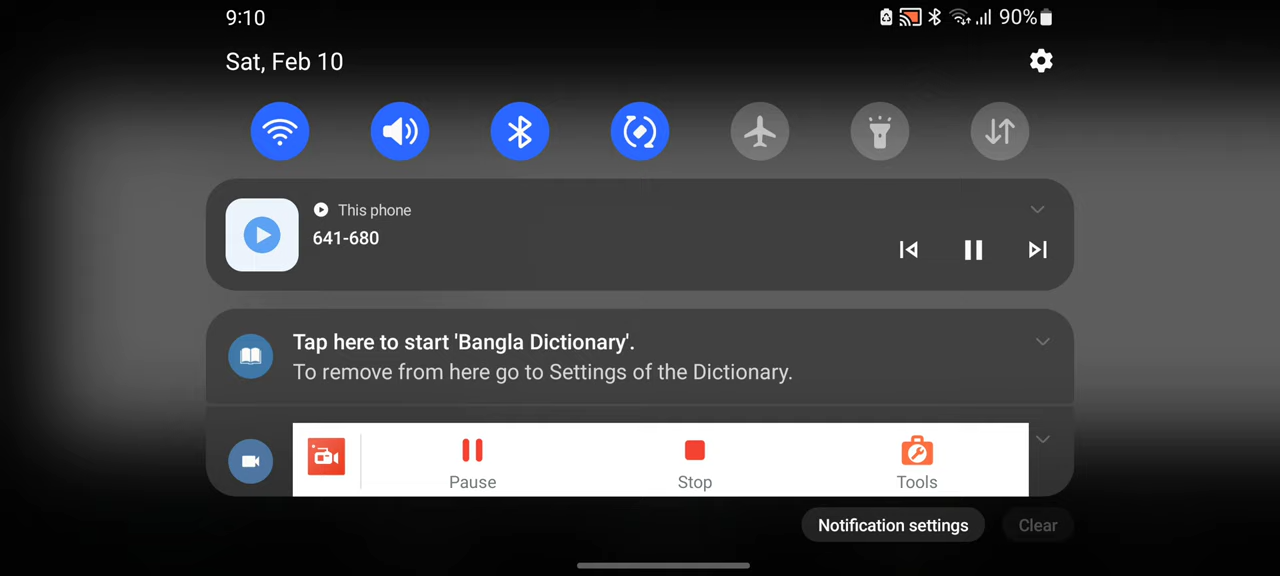 9:10
90%
Sat, Feb 10
This phone
641-680
Tap here to start 'Bangla Dictionary'.
To remove from here go to Settings of the Dictionary.
Pause
Stop
Tools
Notification settings
Clear